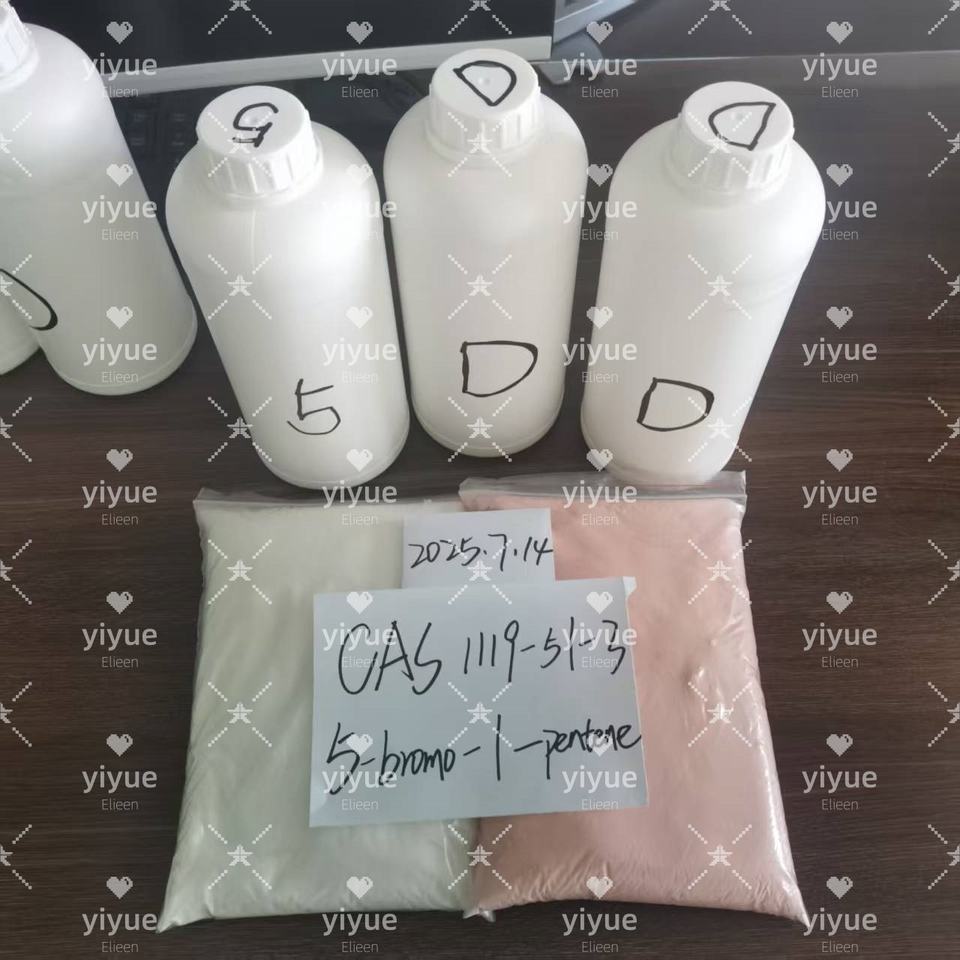 5
D
D
5
D
D
2025.7.14
CAS 1119-51-3
5-bromo-1-pentene
yiyue
Elieen